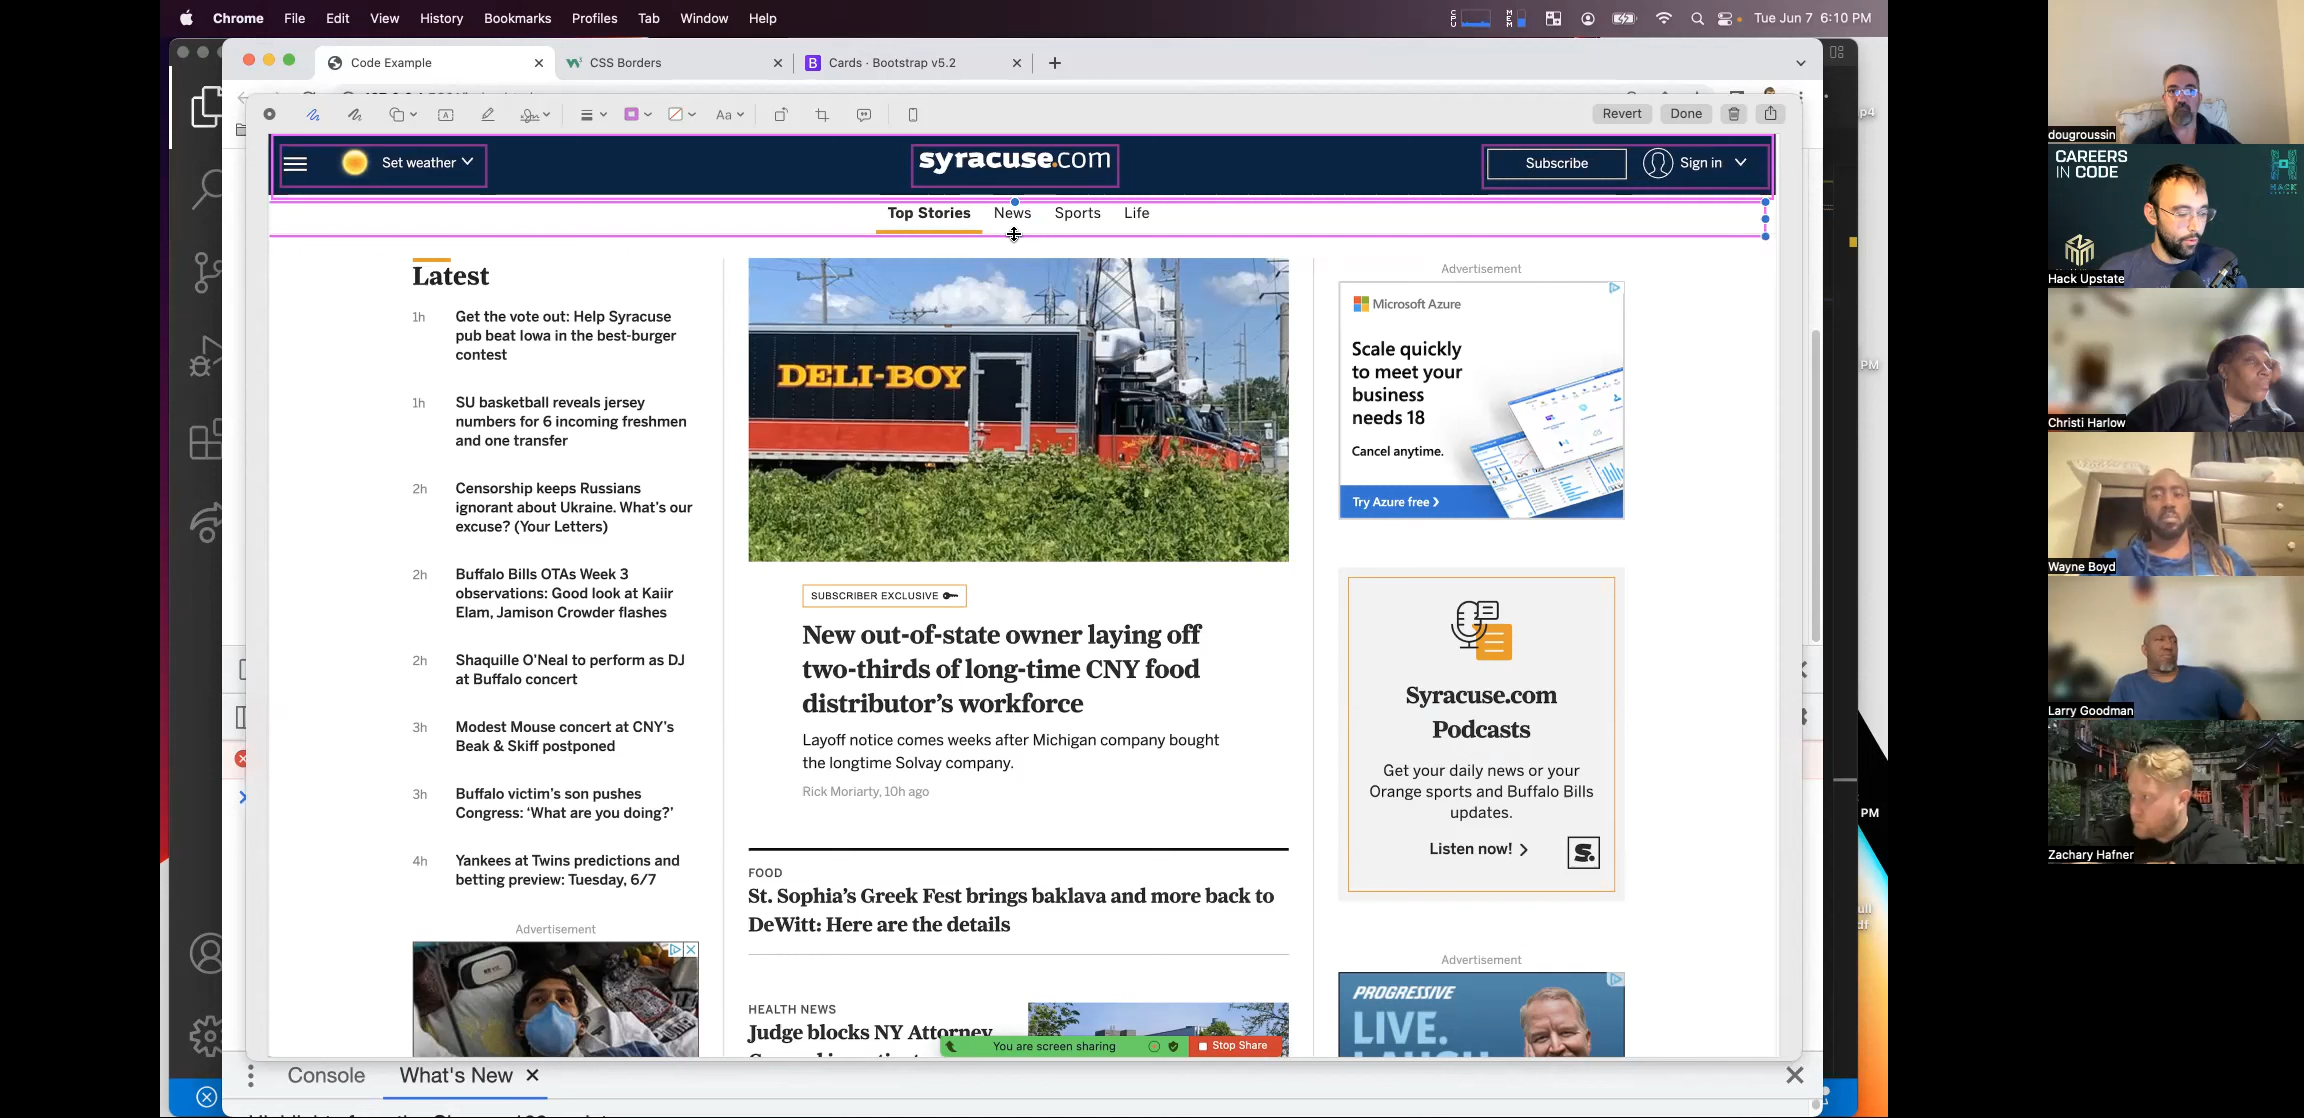 Chrome File Edit View History Bookmarks Profiles Tab Window Help
CPU MEM Tue Jun 7 6:10 PM
Code Example
CSS Borders
B Cards · Bootstrap v5.2
Aa
Revert Done
Set weather
syracuse.com
Subscribe
Sign in
Top Stories News Sports Life
Latest
1h Get the vote out: Help Syracuse
pub beat Iowa in the best-burger
contest
1h SU basketball reveals jersey
numbers for 6 incoming freshmen
and one transfer
2h Censorship keeps Russians
ignorant about Ukraine. What’s our
excuse? (Your Letters)
2h Buffalo Bills OTAs Week 3
observations: Good look at Kaiir
Elam, Jamison Crowder flashes
2h Shaquille O’Neal to perform as DJ
at Buffalo concert
3h Modest Mouse concert at CNY’s
Beak & Skiff postponed
3h Buffalo victim’s son pushes
Congress: ‘What are you doing?’
4h Yankees at Twins predictions and
betting preview: Tuesday, 6/7
Advertisement
DELI-BOY
SUBSCRIBER EXCLUSIVE
New out-of-state owner laying off
two-thirds of long-time CNY food
distributor’s workforce
Layoff notice comes weeks after Michigan company bought
the longtime Solvay company.
Rick Moriarty, 10h ago
FOOD
St. Sophia’s Greek Fest brings baklava and more back to
DeWitt: Here are the details
HEALTH NEWS
Judge blocks NY Attorney
Advertisement
Microsoft Azure
Scale quickly
to meet your
business
needs 18
Cancel anytime.
Try Azure free >
Syracuse.com
Podcasts
Get your daily news or your
Orange sports and Buffalo Bills
updates.
Listen now! >
S.
Advertisement
PROGRESSIVE
LIVE.
You are screen sharing
Stop Share
Console What's New
p4
PM
PM
dougroussin
CAREERS
IN CODE
HACK
Hack Upstate
Christi Harlow
Wayne Boyd
Larry Goodman
Zachary Hafner